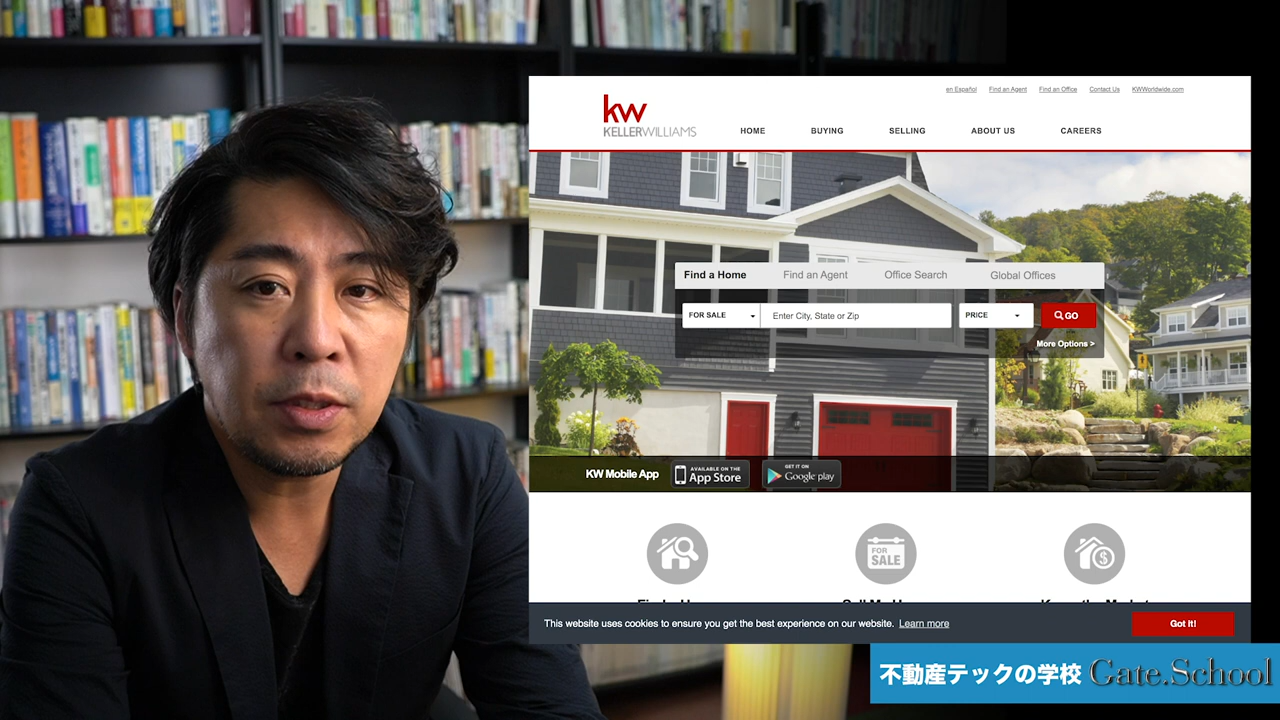 en Español Find an Agent Find an Office Contact Us KWWorldwide.com
kw
KELLERWILLIAMS
HOME BUYING SELLING ABOUT US CAREERS
Find a Home Find an Agent Office Search Global Offices
FOR SALE Enter City, State or Zip PRICE GO
More Options >
KW Mobile App AVAILABLE ON THE App Store GET IT ON Google play
FOR SALE
This website uses cookies to ensure you get the best experience on our website. Learn more Got It!
不動産テックの学校 Gate.School